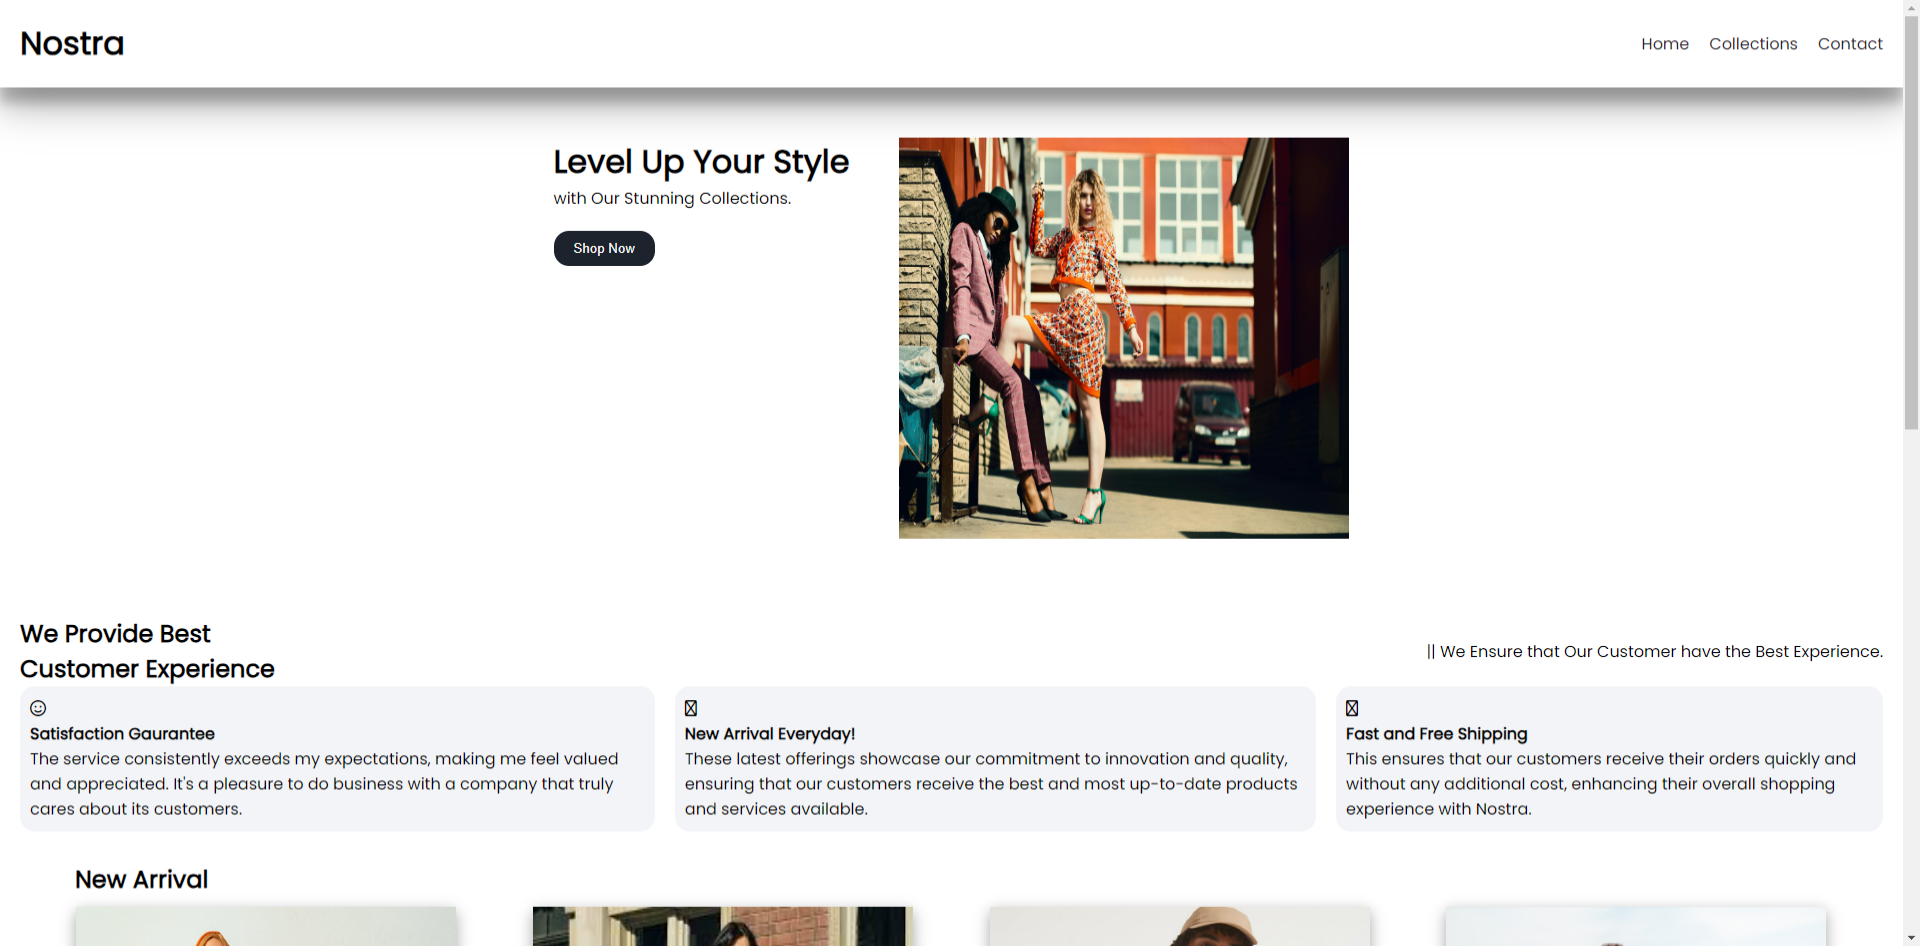 Nostra
Home Collections Contact
Level Up Your Style
with Our Stunning Collections.
Shop Now
We Provide Best
Customer Experience
|| We Ensure that Our Customer have the Best Experience.
Satisfaction Gaurantee
The service consistently exceeds my expectations, making me feel valued
and appreciated. It's a pleasure to do business with a company that truly
cares about its customers.
New Arrival Everyday!
These latest offerings showcase our commitment to innovation and quality,
ensuring that our customers receive the best and most up-to-date products
and services available.
Fast and Free Shipping
This ensures that our customers receive their orders quickly and
without any additional cost, enhancing their overall shopping
experience with Nostra.
New Arrival